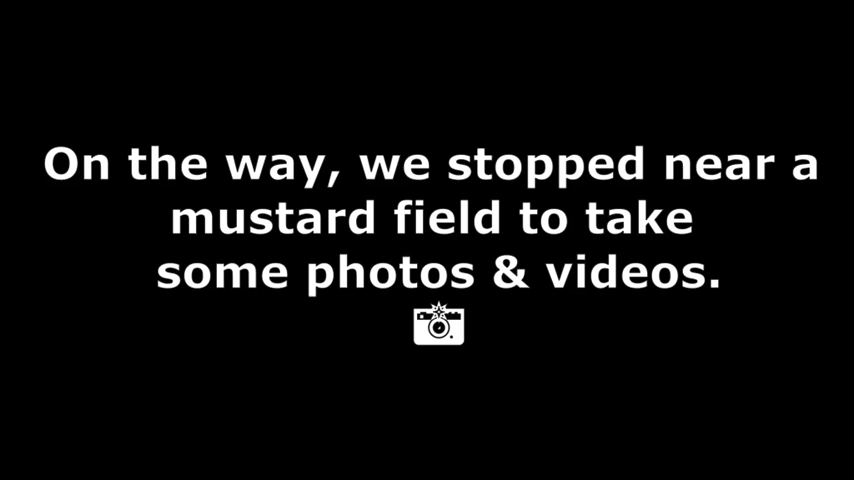 On the way, we stopped near a
mustard field to take
some photos & videos.